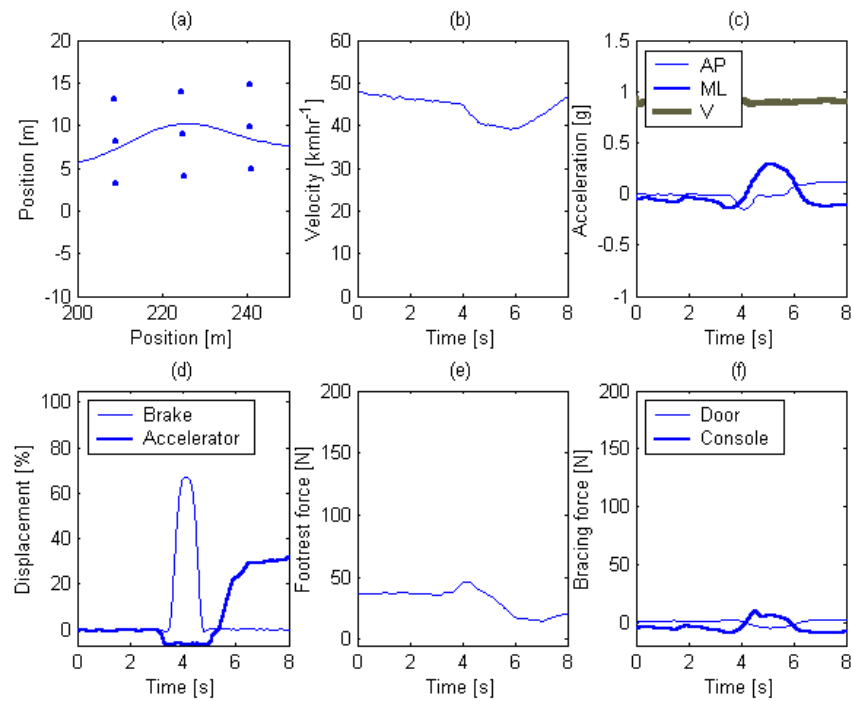 (a)
20
15
10
5
0
-5
-10
200
220
240
Position [m]
Position [m]
(b)
60
50
40
30
20
10
0
0
2
4
6
8
Velocity [kmhr-1]
Time [s]
(c)
1.5
1
0.5
0
-0.5
-1
0
2
4
6
8
AP
ML
V
Acceleration [g]
Time [s]
(d)
100
80
60
40
20
0
0
2
4
6
8
Brake
Accelerator
Displacement [%]
Time [s]
(e)
200
150
100
50
0
0
2
4
6
8
Footrest force [N]
Time [s]
(f)
200
150
100
50
0
0
2
4
6
8
Door
Console
Bracing force [N]
Time [s]